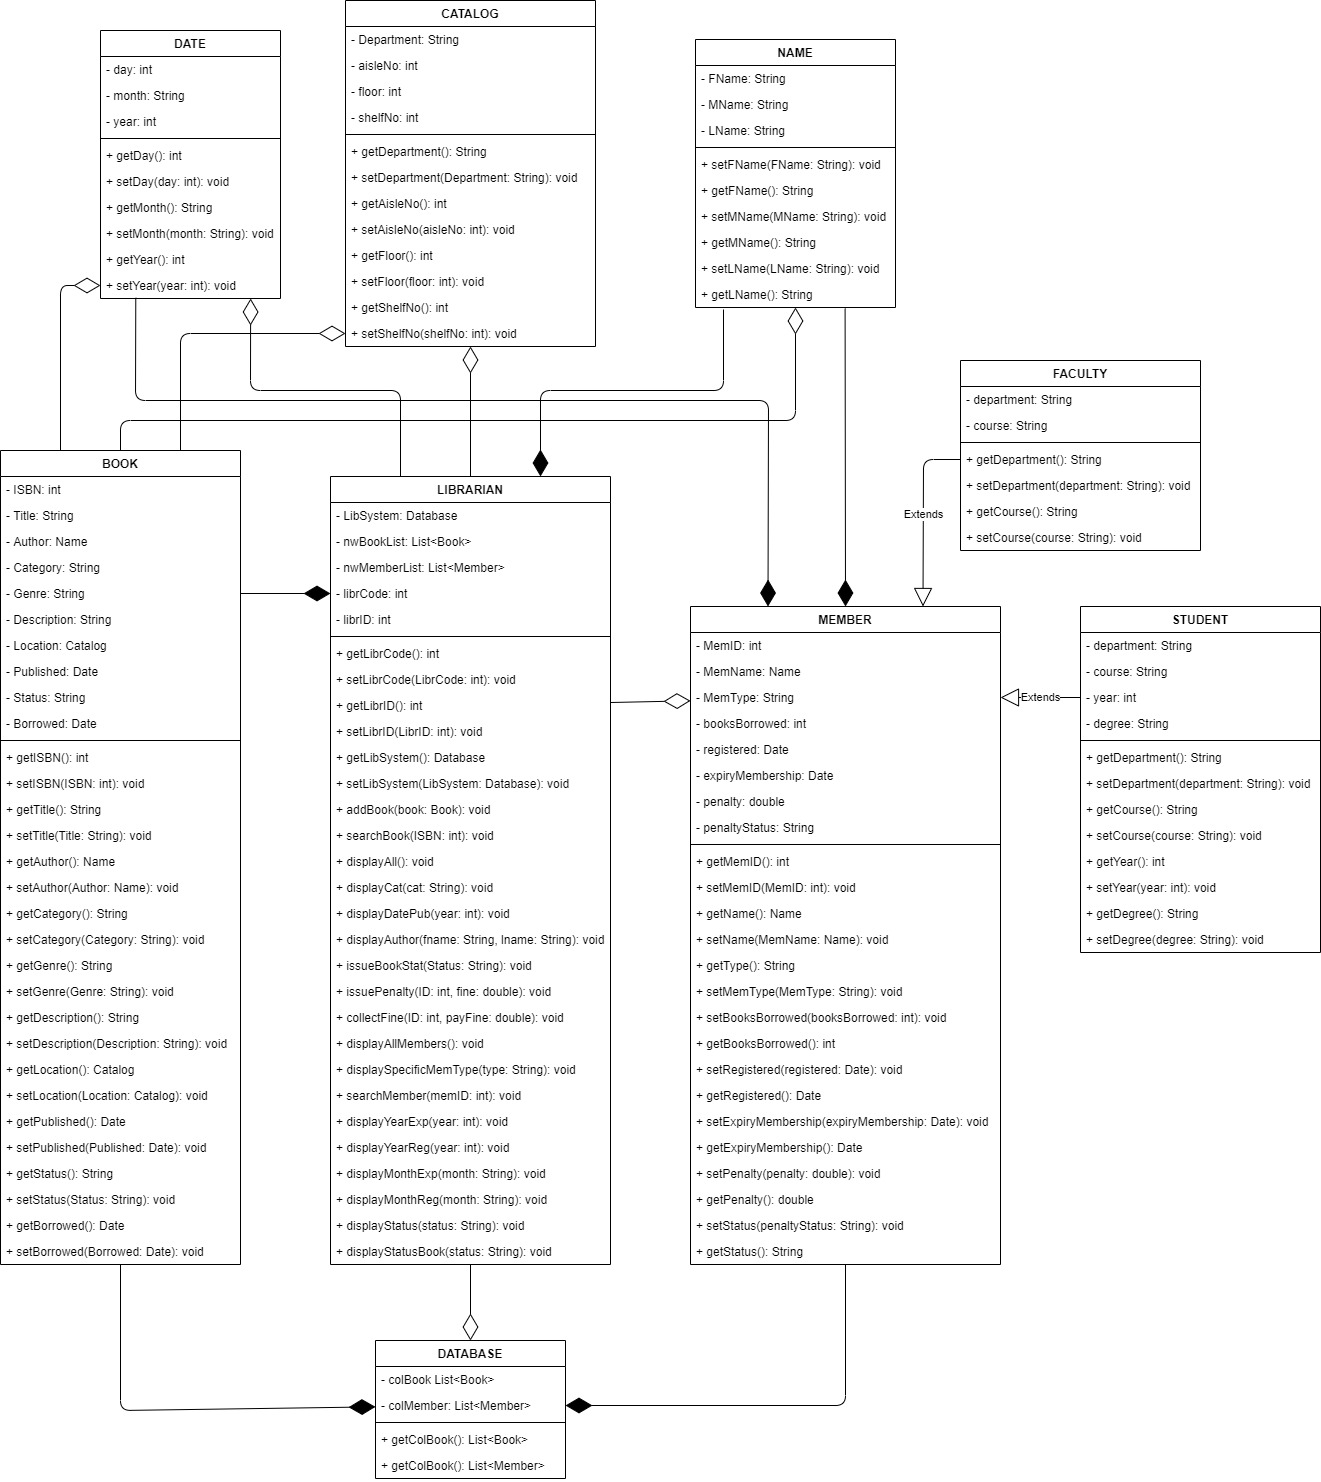 DATE
- day: int
- month: String
- year: int
+ getDay(): int
+ setDay(day: int): void
+ getMonth(): String
+ setMonth(month: String): void
+ getYear(): int
+ setYear(year: int): void
CATALOG
- Department: String
- aisleNo: int
- floor: int
- shelfNo: int
+ getDepartment(): String
+ setDepartment(Department: String): void
+ getAisleNo(): int
+ setAisleNo(aisleNo: int): void
+ getFloor(): int
+ setFloor(floor: int): void
+ getShelfNo(): int
+ setShelfNo(shelfNo: int): void
NAME
- FName: String
- MName: String
- LName: String
+ setFName(FName: String): void
+ getFName(): String
+ setMName(MName: String): void
+ getMName(): String
+ setLName(LName: String): void
+ getLName(): String
FACULTY
- department: String
- course: String
+ getDepartment(): String
+ setDepartment(department: String): void
+ getCourse(): String
+ setCourse(course: String): void
Extends
BOOK
- ISBN: int
- Title: String
- Author: Name
- Category: String
- Genre: String
- Description: String
- Location: Catalog
- Published: Date
- Status: String
- Borrowed: Date
+ getISBN(): int
+ setISBN(ISBN: int): void
+ getTitle(): String
+ setTitle(Title: String): void
+ getAuthor(): Name
+ setAuthor(Author: Name): void
+ getCategory(): String
+ setCategory(Category: String): void
+ getGenre(): String
+ setGenre(Genre: String): void
+ getDescription(): String
+ setDescription(Description: String): void
+ getLocation(): Catalog
+ setLocation(Location: Catalog): void
+ getPublished(): Date
+ setPublished(Published: Date): void
+ getStatus(): String
+ setStatus(Status: String): void
+ getBorrowed(): Date
+ setBorrowed(Borrowed: Date): void
LIBRARIAN
- LibSystem: Database
- nwBookList: List<Book>
- nwMemberList: List<Member>
- librCode: int
- librID: int
+ getLibrCode(): int
+ setLibrCode(LibrCode: int): void
+ getLibrID(): int
+ setLibrID(LibrID: int): void
+ getLibSystem(): Database
+ setLibSystem(LibSystem: Database): void
+ addBook(book: Book): void
+ searchBook(ISBN: int): void
+ displayAll(): void
+ displayCat(cat: String): void
+ displayDatePub(year: int): void
+ displayAuthor(fname: String, lname: String): void
+ issueBookStat(Status: String): void
+ issuePenalty(ID: int, fine: double): void
+ collectFine(ID: int, payFine: double): void
+ displayAllMembers(): void
+ displaySpecificMemType(type: String): void
+ searchMember(memID: int): void
+ displayYearExp(year: int): void
+ displayYearReg(year: int): void
+ displayMonthExp(month: String): void
+ displayMonthReg(month: String): void
+ displayStatus(status: String): void
+ displayStatusBook(status: String): void
MEMBER
- MemID: int
- MemName: Name
- MemType: String
- booksBorrowed: int
- registered: Date
- expiryMembership: Date
- penalty: double
- penaltyStatus: String
+ getMemID(): int
+ setMemID(MemID: int): void
+ getName(): Name
+ setName(MemName: Name): void
+ getType(): String
+ setMemType(MemType: String): void
+ setBooksBorrowed(booksBorrowed: int): void
+ getBooksBorrowed(): int
+ setRegistered(registered: Date): void
+ getRegistered(): Date
+ setExpiryMembership(expiryMembership: Date): void
+ getExpiryMembership(): Date
+ setPenalty(penalty: double): void
+ getPenalty(): double
+ setStatus(penaltyStatus: String): void
+ getStatus(): String
Extends
STUDENT
- department: String
- course: String
- year: int
- degree: String
+ getDepartment(): String
+ setDepartment(department: String): void
+ getCourse(): String
+ setCourse(course: String): void
+ getYear(): int
+ setYear(year: int): void
+ getDegree(): String
+ setDegree(degree: String): void
DATABASE
- colBook List<Book>
- colMember: List<Member>
+ getColBook(): List<Book>
+ getColBook(): List<Member>